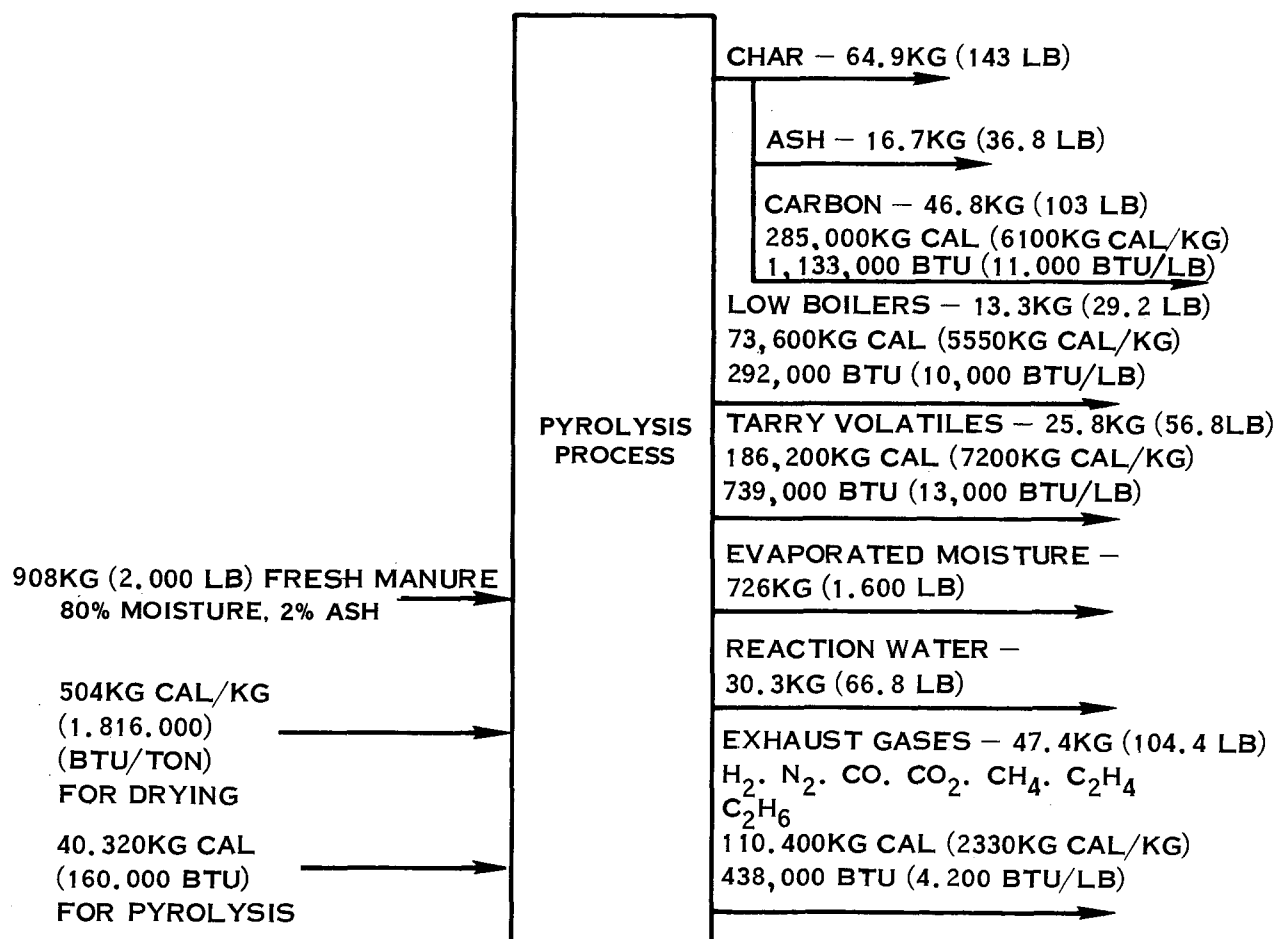 CHAR – 64.9KG (143 LB)
ASH – 16.7KG (36.8 LB)
CARBON – 46.8KG (103 LB)
285,000KG CAL (6100KG CAL/KG)
1,133,000 BTU (11.000 BTU/LB)
LOW BOILERS – 13.3KG (29.2 LB)
73,600KG CAL (5550KG CAL/KG)
292,000 BTU (10,000 BTU/LB)
PYROLYSIS
PROCESS
TARRY VOLATILES – 25.8KG (56.8LB)
186,200KG CAL (7200KG CAL/KG)
739,000 BTU (13,000 BTU/LB)
908KG (2.000 LB) FRESH MANURE
80% MOISTURE, 2% ASH
EVAPORATED MOISTURE –
726KG (1.600 LB)
REACTION WATER –
30.3KG (66.8 LB)
504KG CAL/KG
(1.816.000)
(BTU/TON)
FOR DRYING
EXHAUST GASES – 47.4KG (104.4 LB)
H₂. N₂. CO. CO₂. CH₄. C₂H₄
C₂H₆
110.400KG CAL (2330KG CAL/KG)
438,000 BTU (4.200 BTU/LB)
40.320KG CAL
(160.000 BTU)
FOR PYROLYSIS